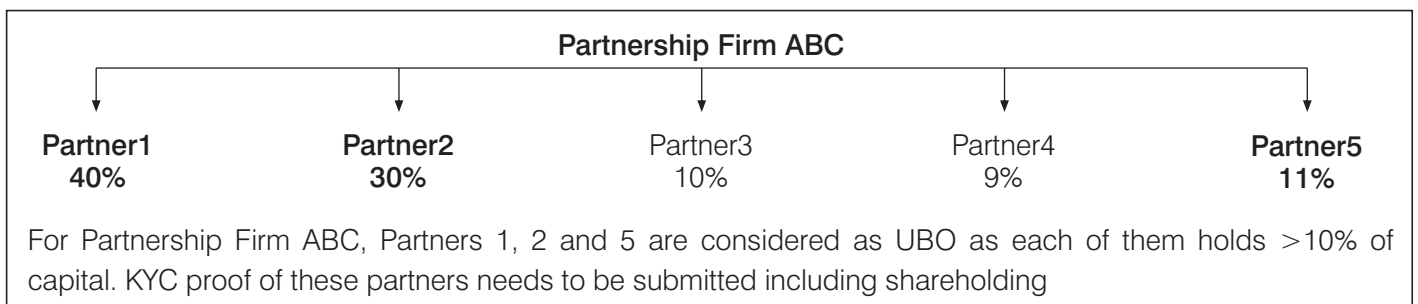 Partnership Firm ABC
Partner1 Partner2 Partner3 Partner4 Partner5
40% 30% 10% 9% 11%
For Partnership Firm ABC, Partners 1, 2 and 5 are considered as UBO as each of them holds >10% of
capital. KYC proof of these partners needs to be submitted including shareholding